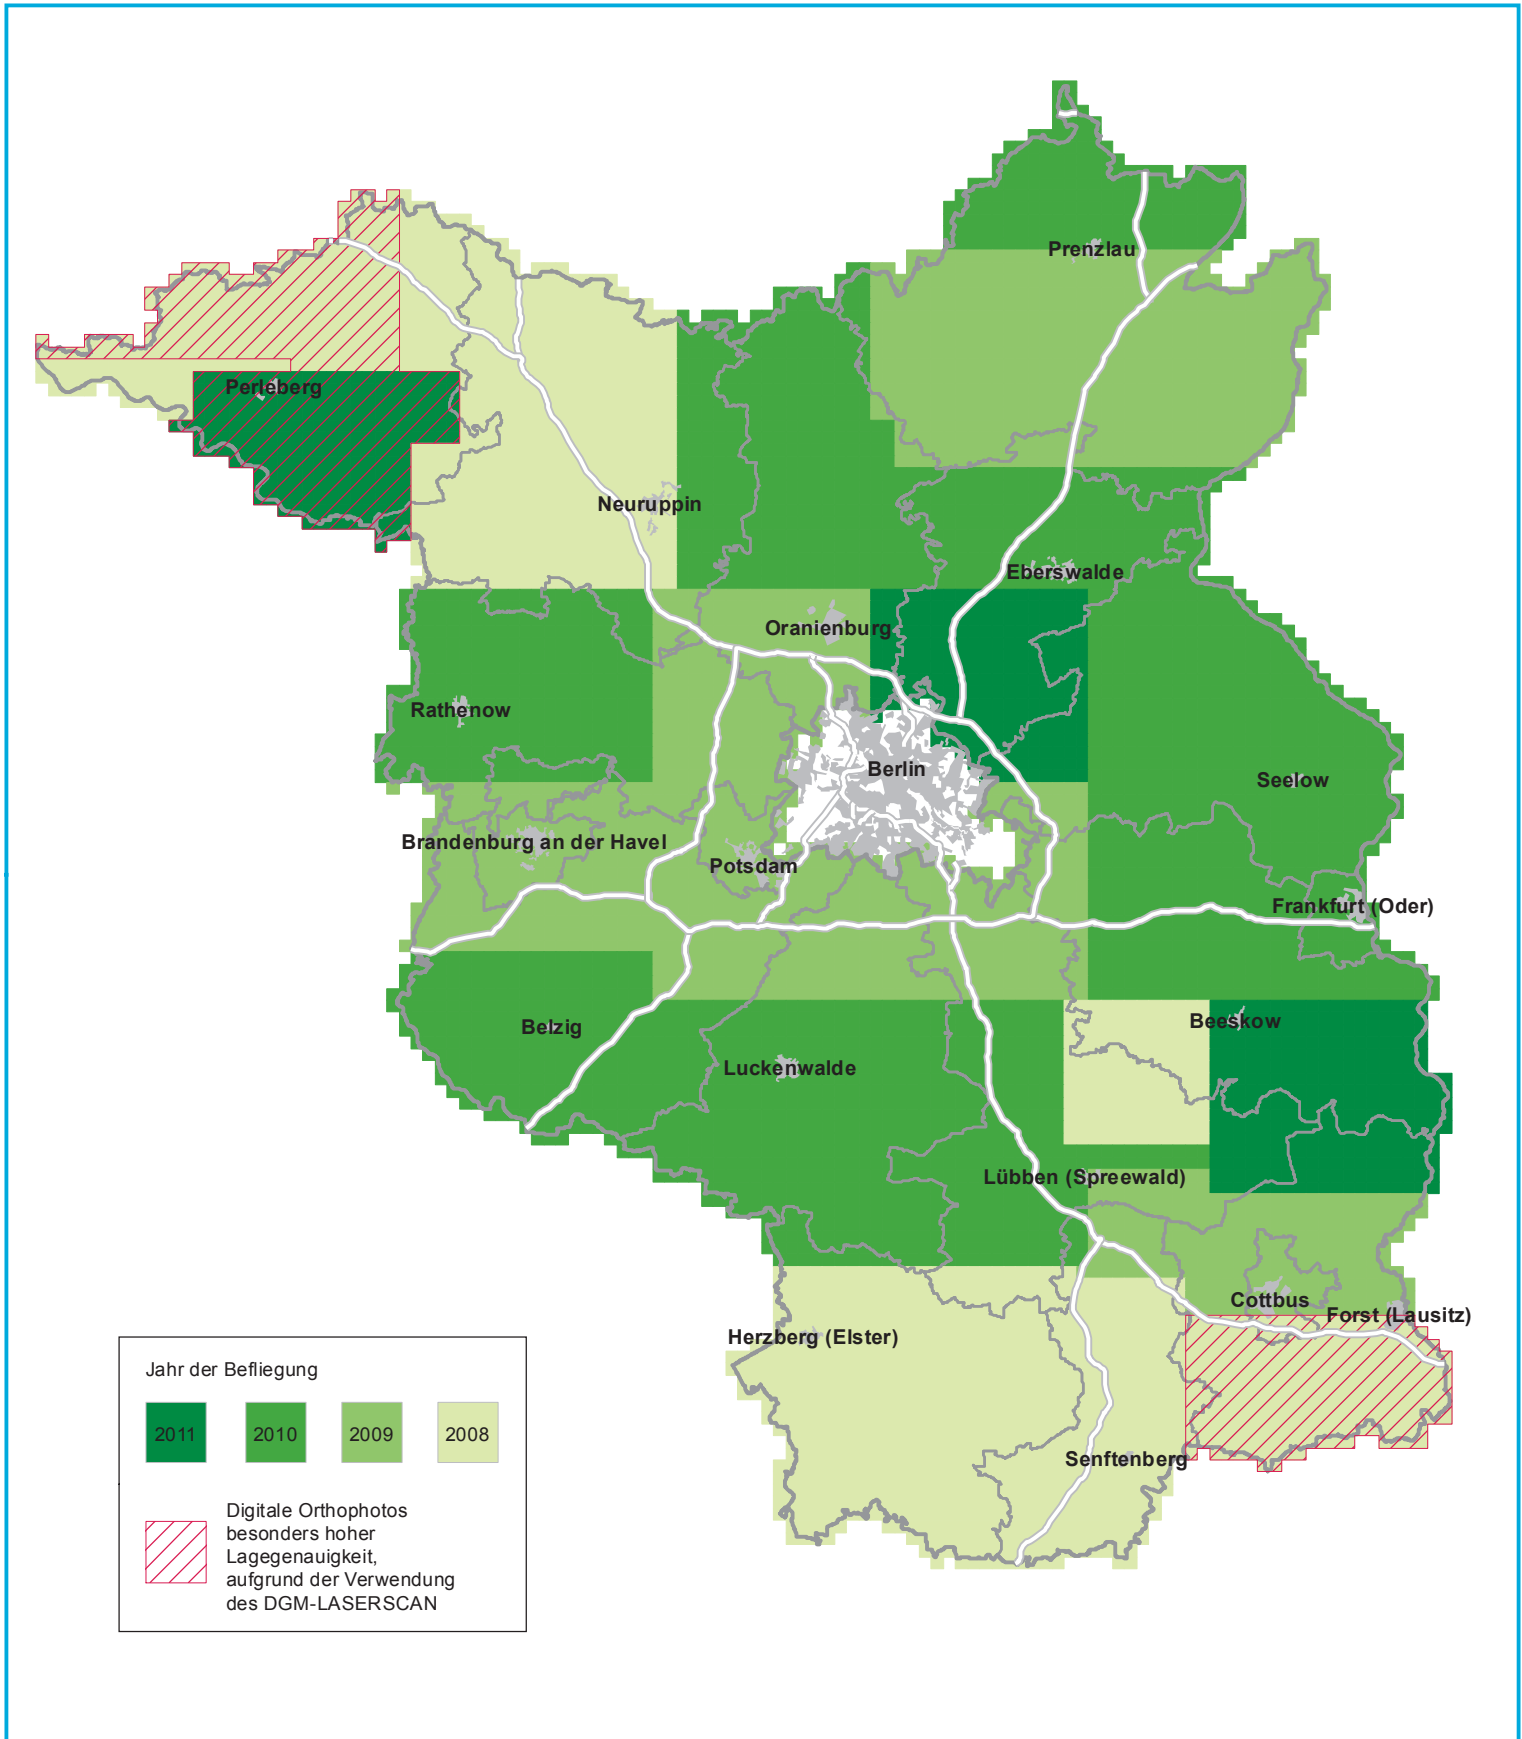 Prenzlau
Perleberg
Neuruppin
Eberswalde
Oranienburg
Rathenow
Berlin
Seelow
Brandenburg an der Havel
Potsdam
Frankfurt (Oder)
Belzig
Beeskow
Luckenwalde
Lübben (Spreewald)
Cottbus
Forst (Lausitz)
Herzberg (Elster)
Senftenberg
Jahr der Befliegung
2011 2010 2009 2008
Digitale Orthophotos
besonders hoher
Lagegenauigkeit,
aufgrund der Verwendung
des DGM-LASERSCAN